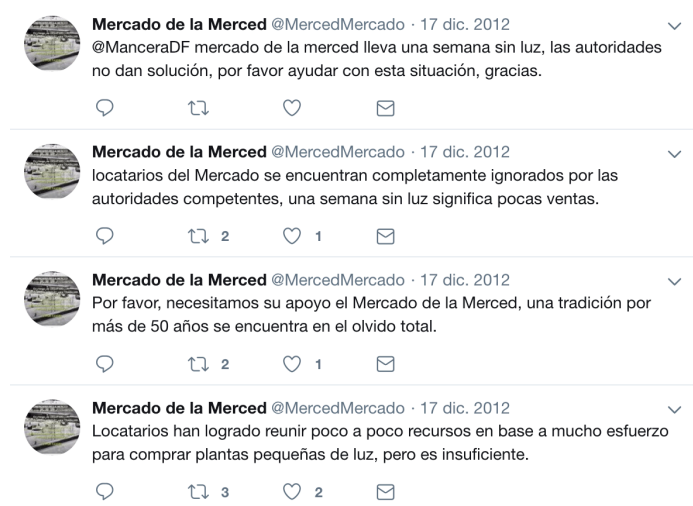 Mercado de la Merced @MercedMercado · 17 dic. 2012
@ManceraDF mercado de la merced lleva una semana sin luz, las autoridades
no dan solución, por favor ayudar con esta situación, gracias.
Mercado de la Merced @MercedMercado · 17 dic. 2012
locatarios del Mercado se encuentran completamente ignorados por las
autoridades competentes, una semana sin luz significa pocas ventas.
2 1
Mercado de la Merced @MercedMercado · 17 dic. 2012
Por favor, necesitamos su apoyo el Mercado de la Merced, una tradición por
más de 50 años se encuentra en el olvido total.
2 1
Mercado de la Merced @MercedMercado · 17 dic. 2012
Locatarios han logrado reunir poco a poco recursos en base a mucho esfuerzo
para comprar plantas pequeñas de luz, pero es insuficiente.
3 2